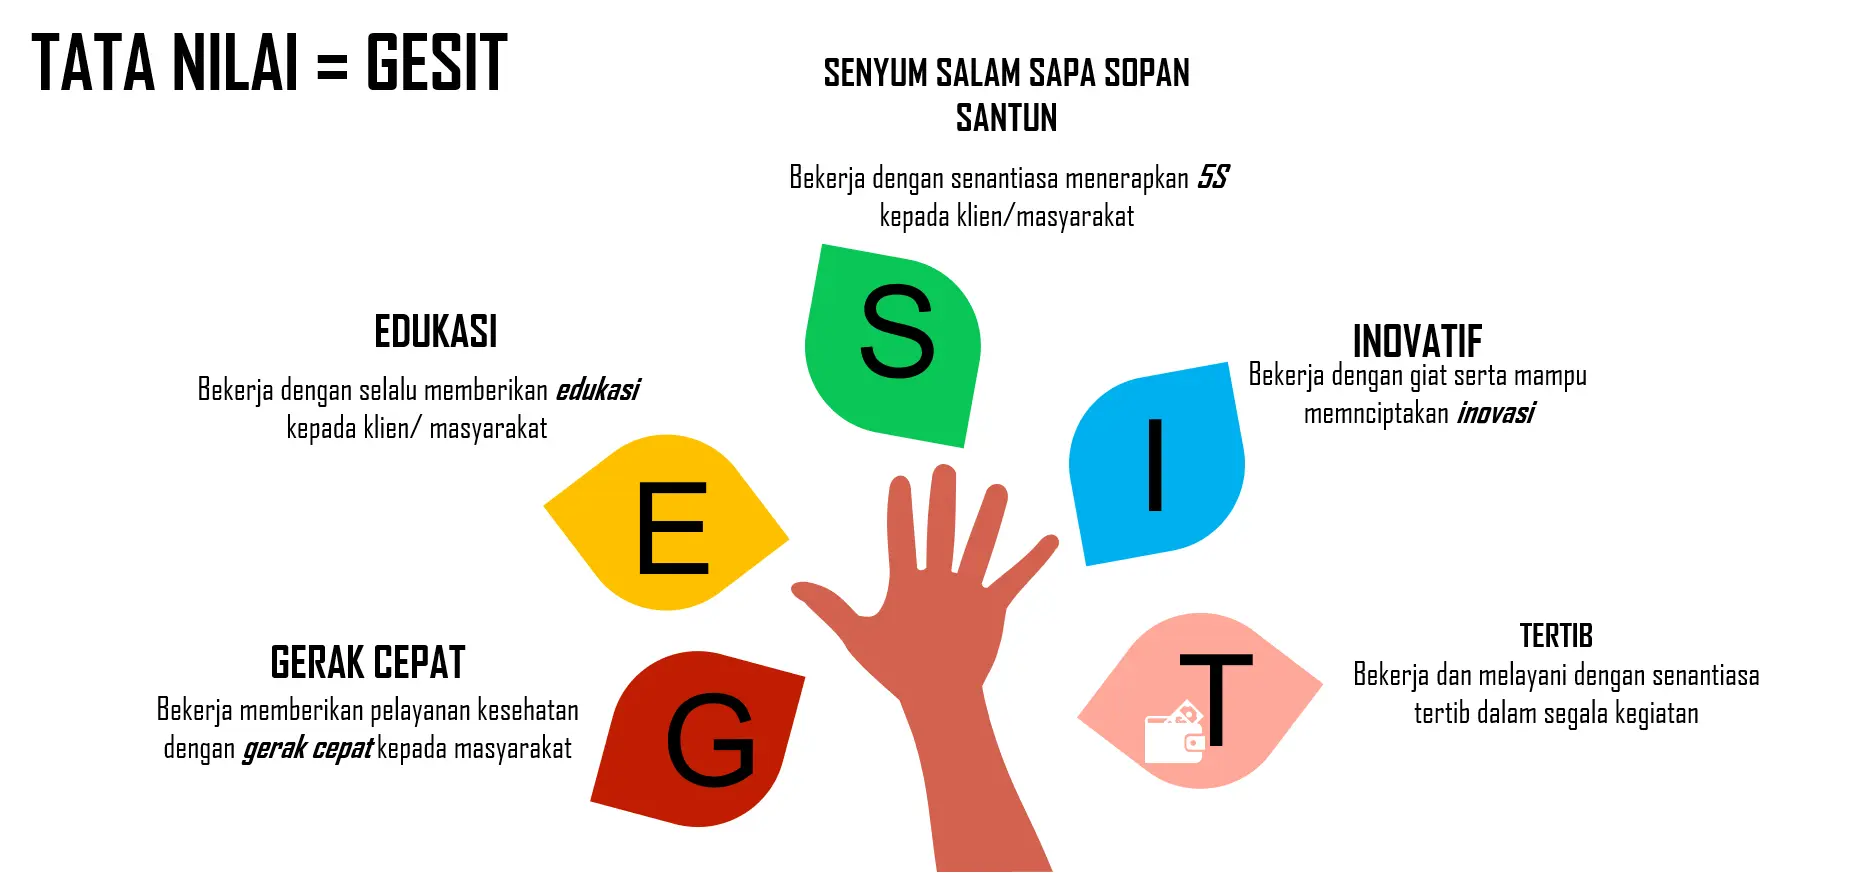 TATA NILAI = GESIT
SENYUM SALAM SAPA SOPAN
SANTUN
Bekerja dengan senantiasa menerapkan 5S
kepada klien/masyarakat
S
EDUKASI
Bekerja dengan selalu memberikan edukasi
kepada klien/ masyarakat
E
INOVATIF
Bekerja dengan giat serta mampu
memnciptakan inovasi
I
GERAK CEPAT
Bekerja memberikan pelayanan kesehatan
dengan gerak cepat kepada masyarakat
G
TERTIB
Bekerja dan melayani dengan senantiasa
tertib dalam segala kegiatan
T